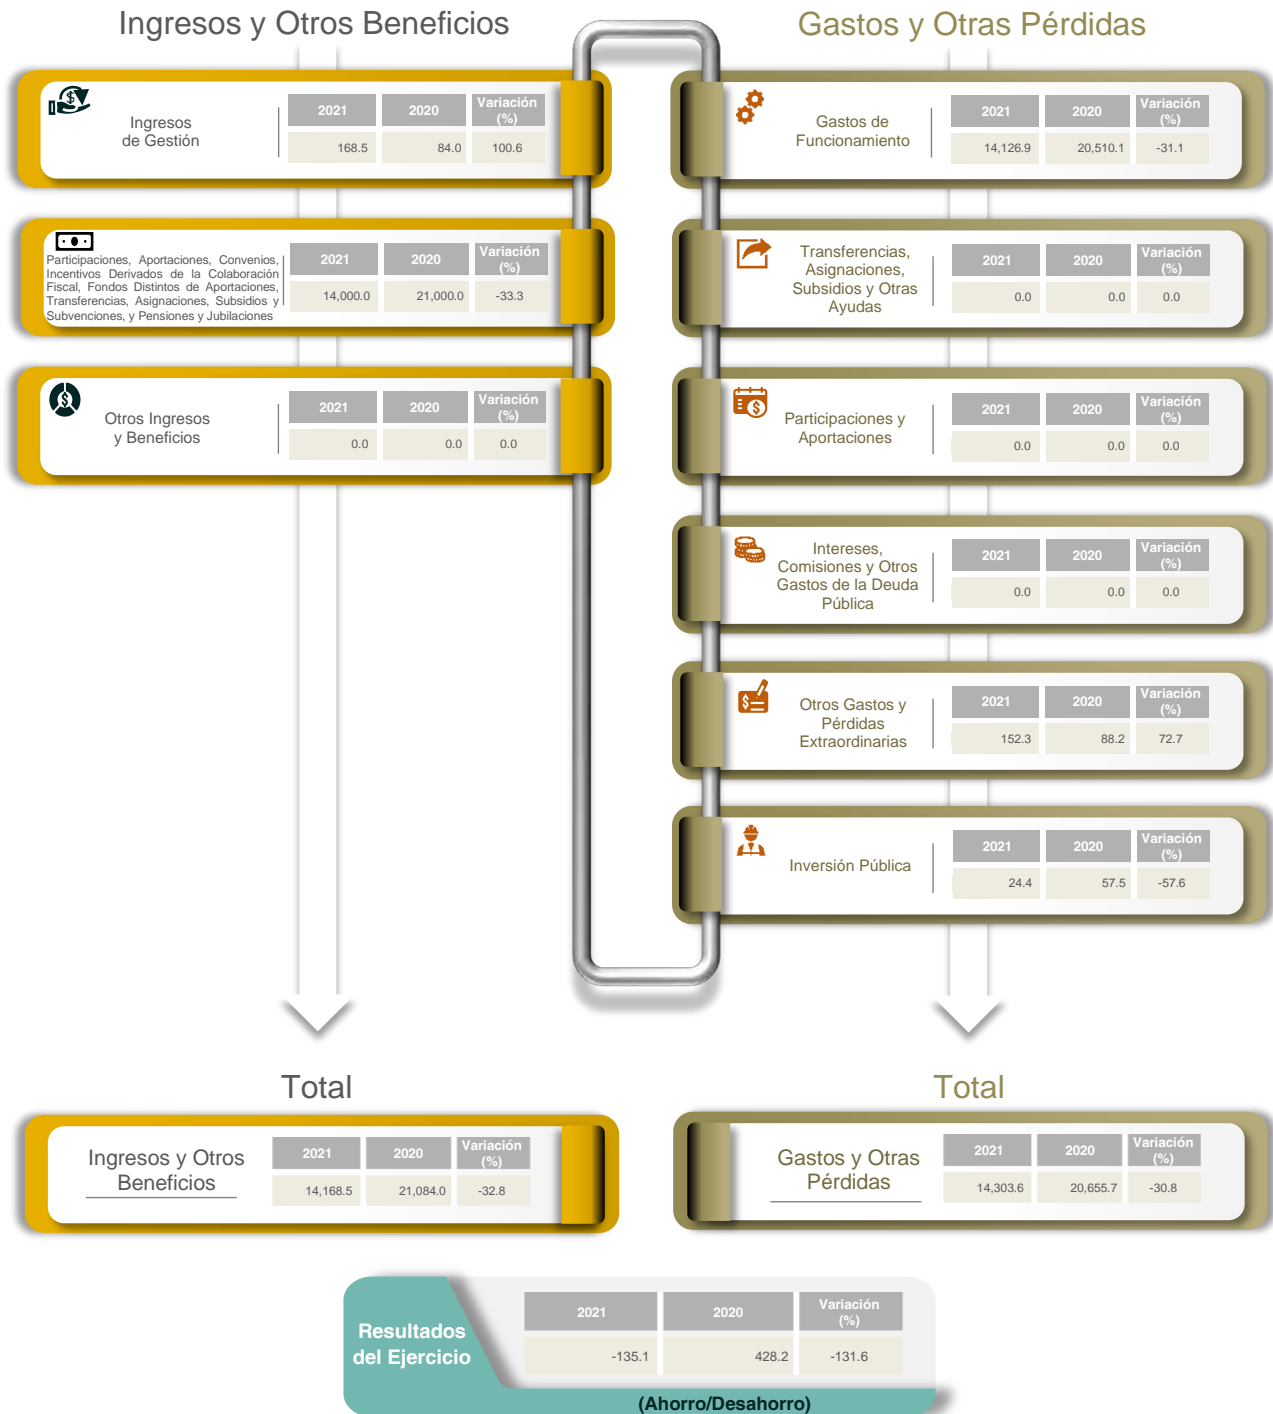 Ingresos y Otros Beneficios
Ingresos
de Gestión
2021 2020 Variación
(%)
168.5 84.0 100.6
Participaciones, Aportaciones, Convenios,
Incentivos Derivados de la Colaboración
Fiscal, Fondos Distintos de Aportaciones,
Transferencias, Asignaciones, Subsidios y
Subvenciones, y Pensiones y Jubilaciones
2021 2020 Variación
(%)
14,000.0 21,000.0 -33.3
Otros Ingresos
y Beneficios
2021 2020 Variación
(%)
0.0 0.0 0.0
Gastos y Otras Pérdidas
Gastos de
Funcionamiento
2021 2020 Variación
(%)
14,126.9 20,510.1 -31.1
Transferencias,
Asignaciones,
Subsidios y Otras
Ayudas
2021 2020 Variación
(%)
0.0 0.0 0.0
Participaciones y
Aportaciones
2021 2020 Variación
(%)
0.0 0.0 0.0
Intereses,
Comisiones y Otros
Gastos de la Deuda
Pública
2021 2020 Variación
(%)
0.0 0.0 0.0
Otros Gastos y
Pérdidas
Extraordinarias
2021 2020 Variación
(%)
152.3 88.2 72.7
Inversión Pública
2021 2020 Variación
(%)
24.4 57.5 -57.6
Total
Ingresos y Otros
Beneficios
2021 2020 Variación
(%)
14,168.5 21,084.0 -32.8
Total
Gastos y Otras
Pérdidas
2021 2020 Variación
(%)
14,303.6 20,655.7 -30.8
Resultados
del Ejercicio
2021 2020 Variación
(%)
-135.1 428.2 -131.6
(Ahorro/Desahorro)